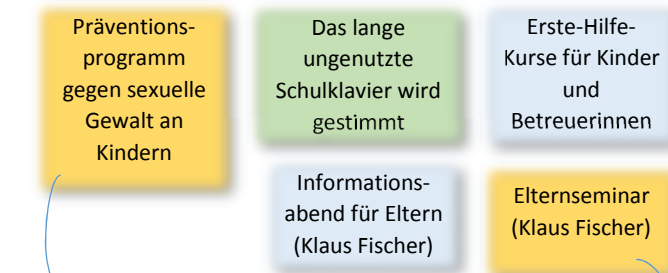 Präventions-
programm
gegen sexuelle
Gewalt an
Kindern
Das lange
ungenutzte
Schulklavier wird
gestimmt
Erste-Hilfe-
Kurse für Kinder
und
Betreuerinnen
Informations-
abend für Eltern
(Klaus Fischer)
Elternseminar
(Klaus Fischer)